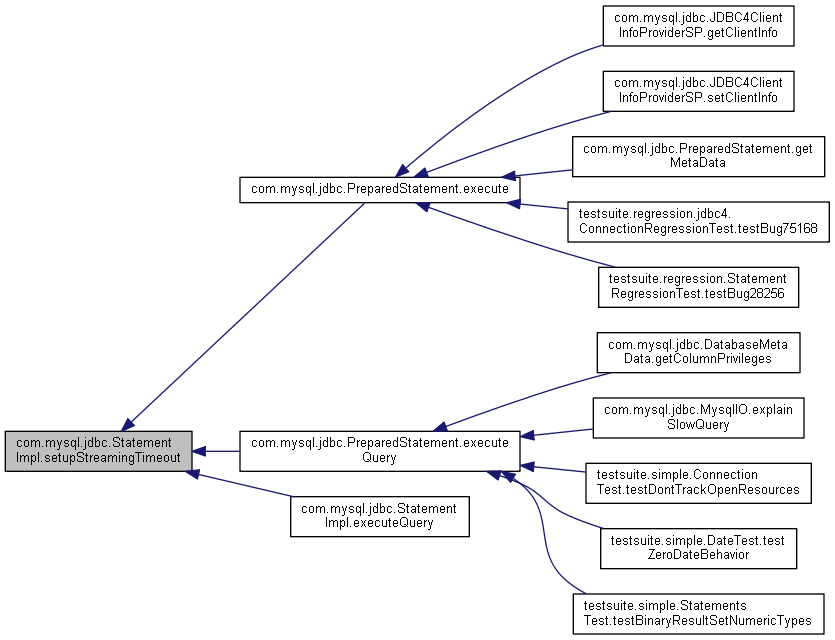 com.mysql.jdbc.JDBC4Client
InfoProviderSP.getClientInfo
com.mysql.jdbc.JDBC4Client
InfoProviderSP.setClientInfo
com.mysql.jdbc.PreparedStatement.get
MetaData
com.mysql.jdbc.PreparedStatement.execute
testsuite.regression.jdbc4.
ConnectionRegressionTest.testBug75168
testsuite.regression.Statement
RegressionTest.testBug28256
com.mysql.jdbc.DatabaseMeta
Data.getColumnPrivileges
com.mysql.jdbc.MysqlIO.explain
SlowQuery
com.mysql.jdbc.Statement
Impl.setupStreamingTimeout
com.mysql.jdbc.PreparedStatement.execute
Query
testsuite.simple.Connection
Test.testDontTrackOpenResources
com.mysql.jdbc.Statement
Impl.executeQuery
testsuite.simple.DateTest.test
ZeroDateBehavior
testsuite.simple.Statements
Test.testBinaryResultSetNumericTypes